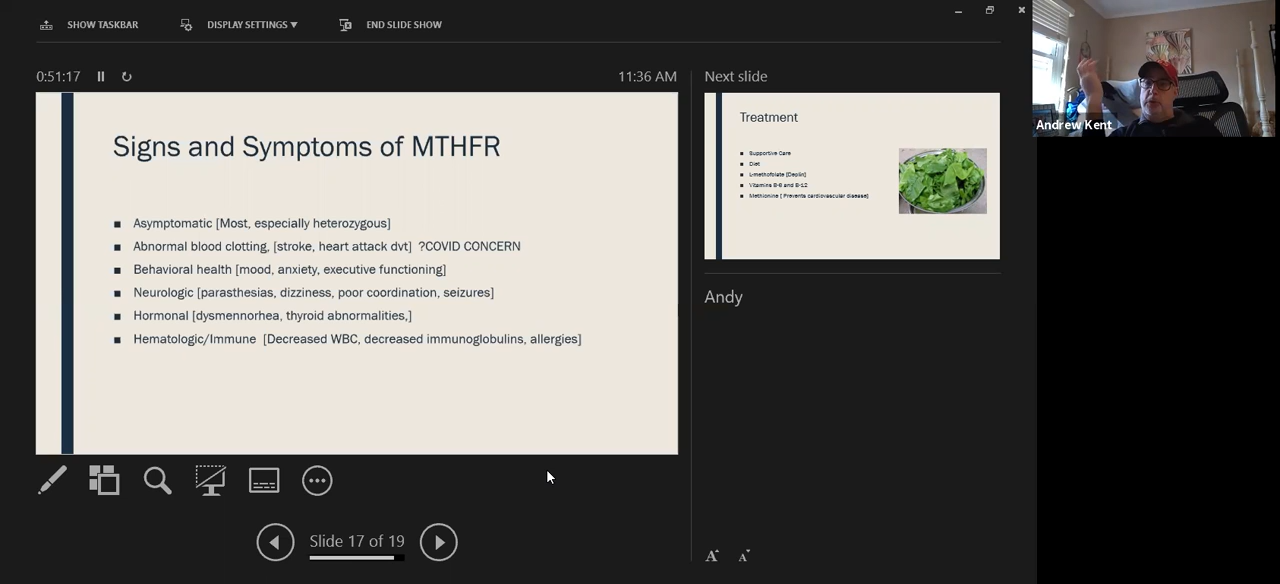 SHOW TASKBAR DISPLAY SETTINGS ▼ END SLIDE SHOW
0:51:17 11:36 AM
Signs and Symptoms of MTHFR
■ Asymptomatic [Most, especially heterozygous]
■ Abnormal blood clotting, [stroke, heart attack dvt] ?COVID CONCERN
■ Behavioral health [mood, anxiety, executive functioning]
■ Neurologic [parasthesias, dizziness, poor coordination, seizures]
■ Hormonal [dysmennorhea, thyroid abnormalities,]
■ Hematologic/Immune [Decreased WBC, decreased immunoglobulins, allergies]
Slide 17 of 19
Next slide
Treatment
■ Supportive Care
■ Diet
■ L-methofolate [Deplin]
■ Vitamins B-6 and B-12
■ Methionine [ Prevents cardiovascular disease]
Andy
A A
Andrew Kent